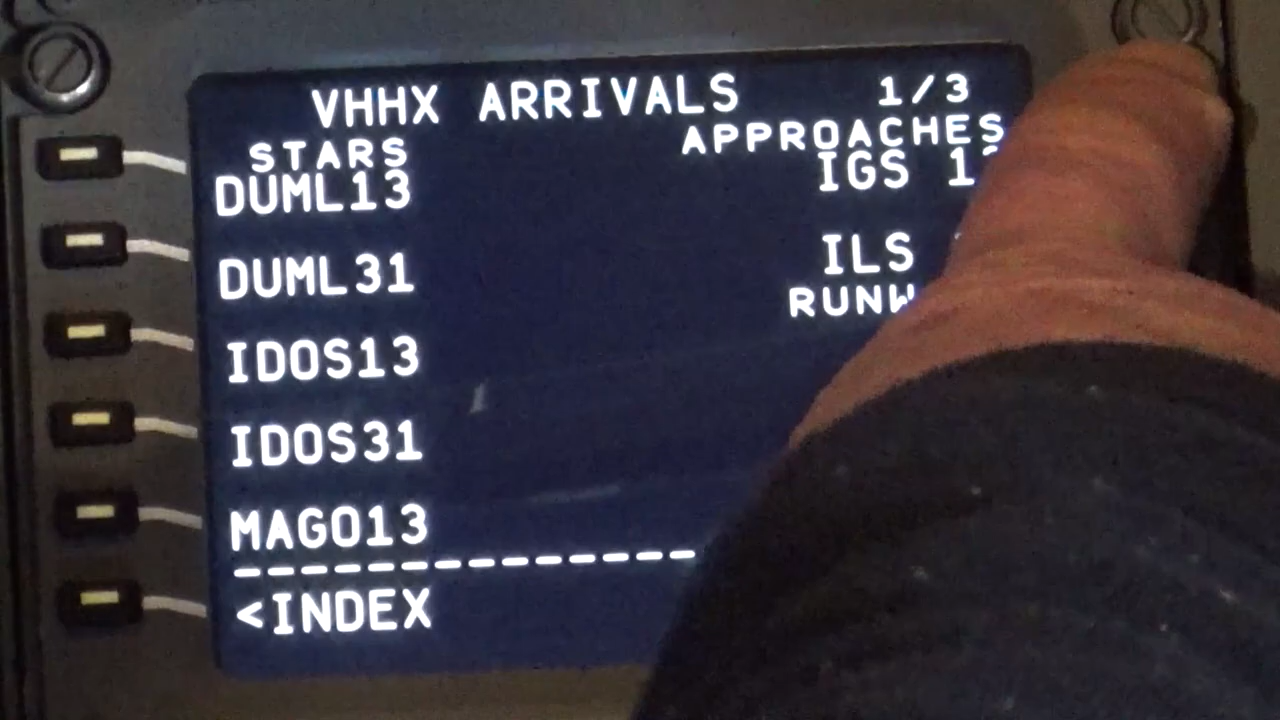 VHHX ARRIVALS 1/3
STARS APPROACHES
DUML13 IGS
DUML31 ILS
IDOS13
IDOS31
MAGO13
<INDEX